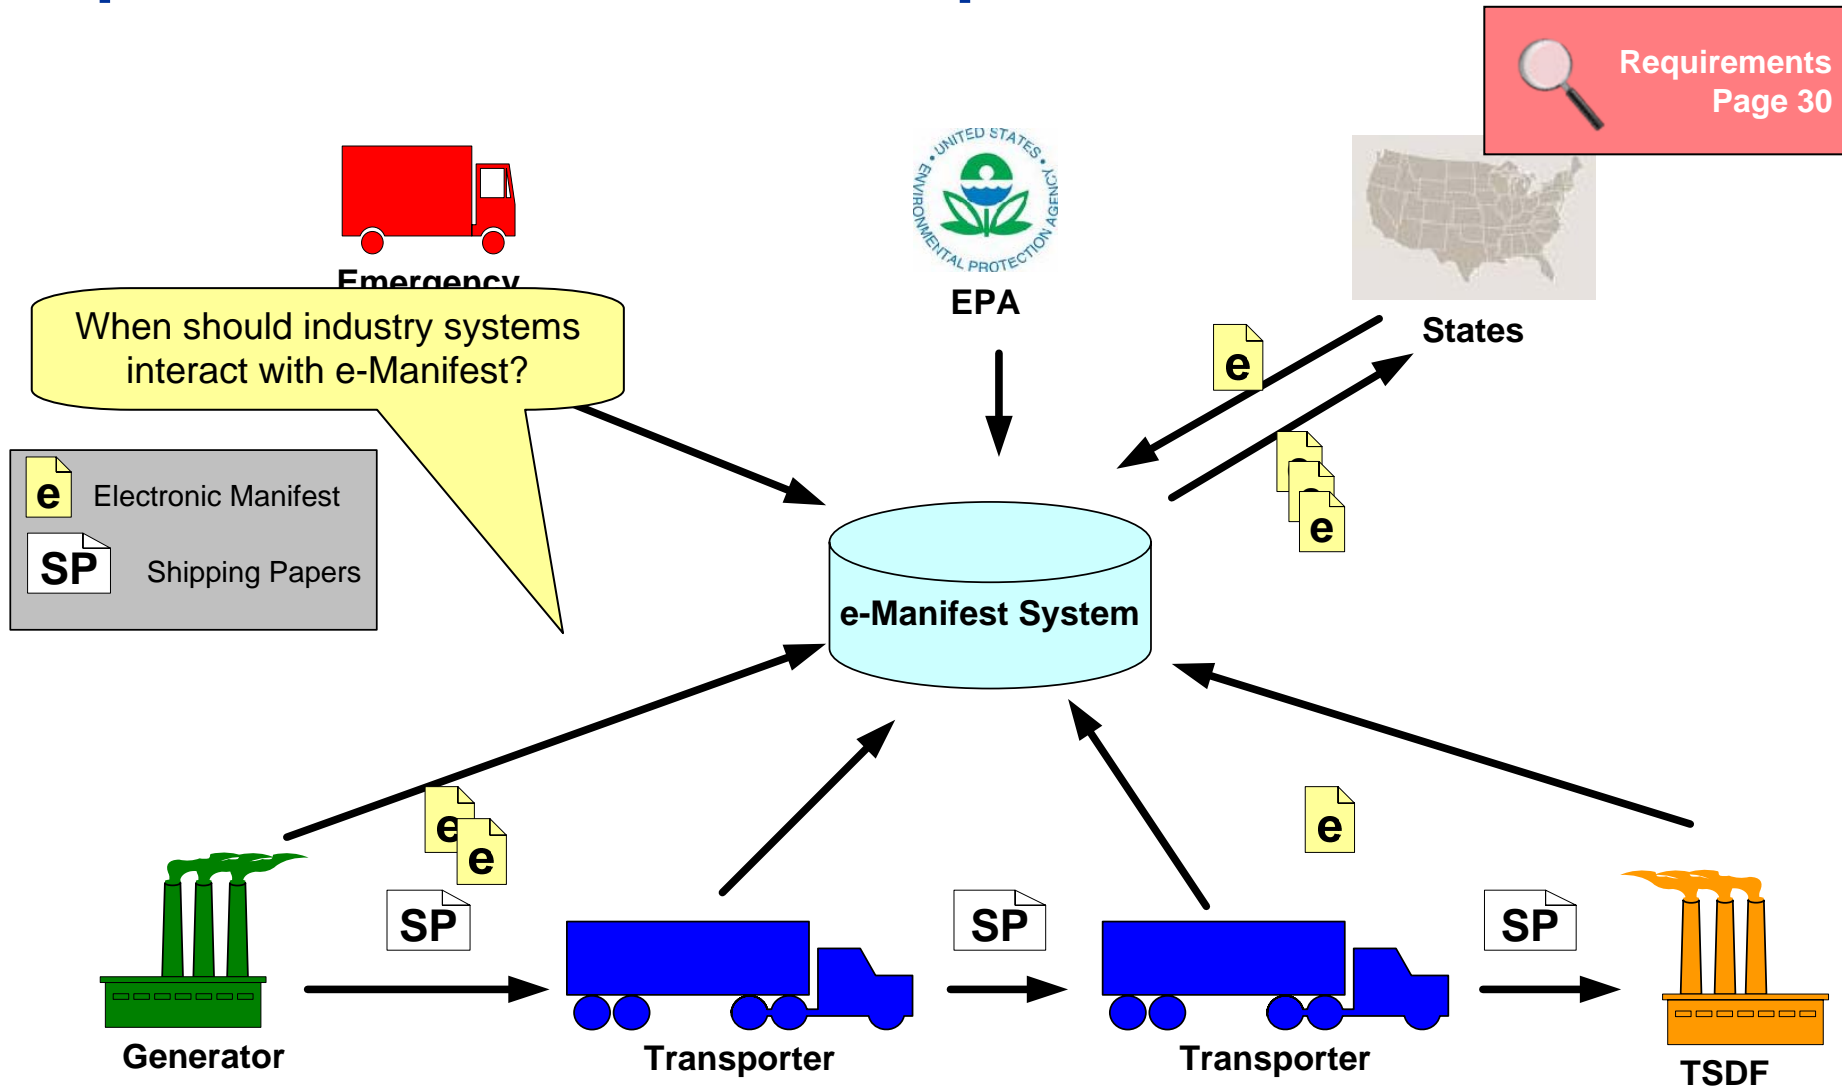 Requirements
Page 30
UNITED STATES
ENVIRONMENTAL PROTECTION AGENCY
Emergency
EPA
States
When should industry systems
interact with e-Manifest?
e
e
e
e Electronic Manifest
SP Shipping Papers
e-Manifest System
e
e
e
SP
SP
SP
Generator
Transporter
Transporter
TSDF